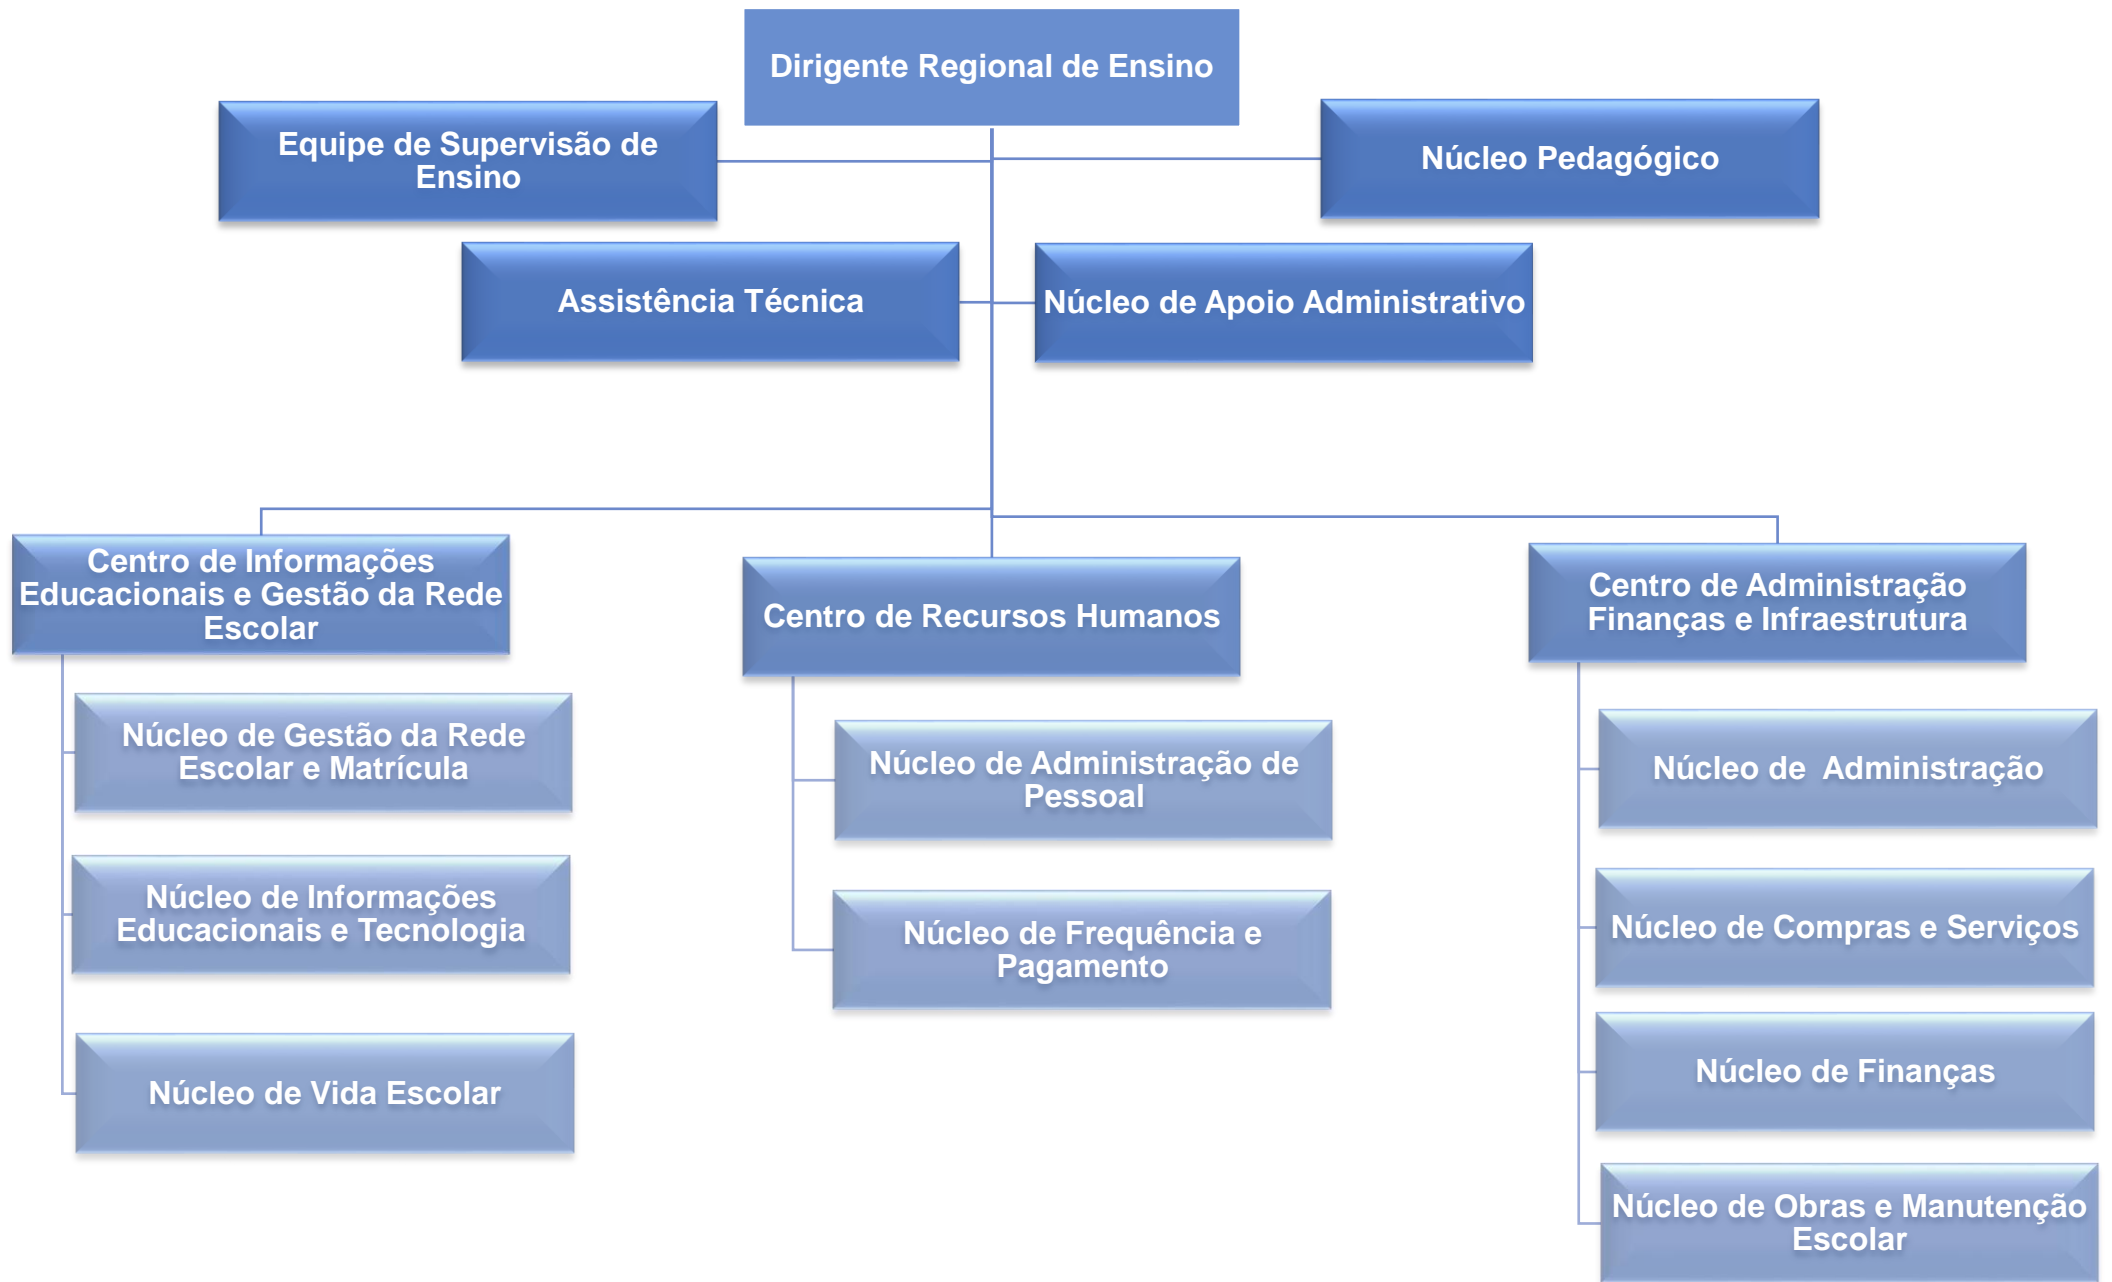 Dirigente Regional de Ensino
Equipe de Supervisão de
Ensino
Núcleo Pedagógico
Assistência Técnica
Núcleo de Apoio Administrativo
Centro de Informações
Educacionais e Gestão da Rede
Escolar
Núcleo de Gestão da Rede
Escolar e Matrícula
Núcleo de Informações
Educacionais e Tecnologia
Núcleo de Vida Escolar
Centro de Recursos Humanos
Núcleo de Administração de
Pessoal
Núcleo de Frequência e
Pagamento
Centro de Administração
Finanças e Infraestrutura
Núcleo de  Administração
Núcleo de Compras e Serviços
Núcleo de Finanças
Núcleo de Obras e Manutenção
Escolar